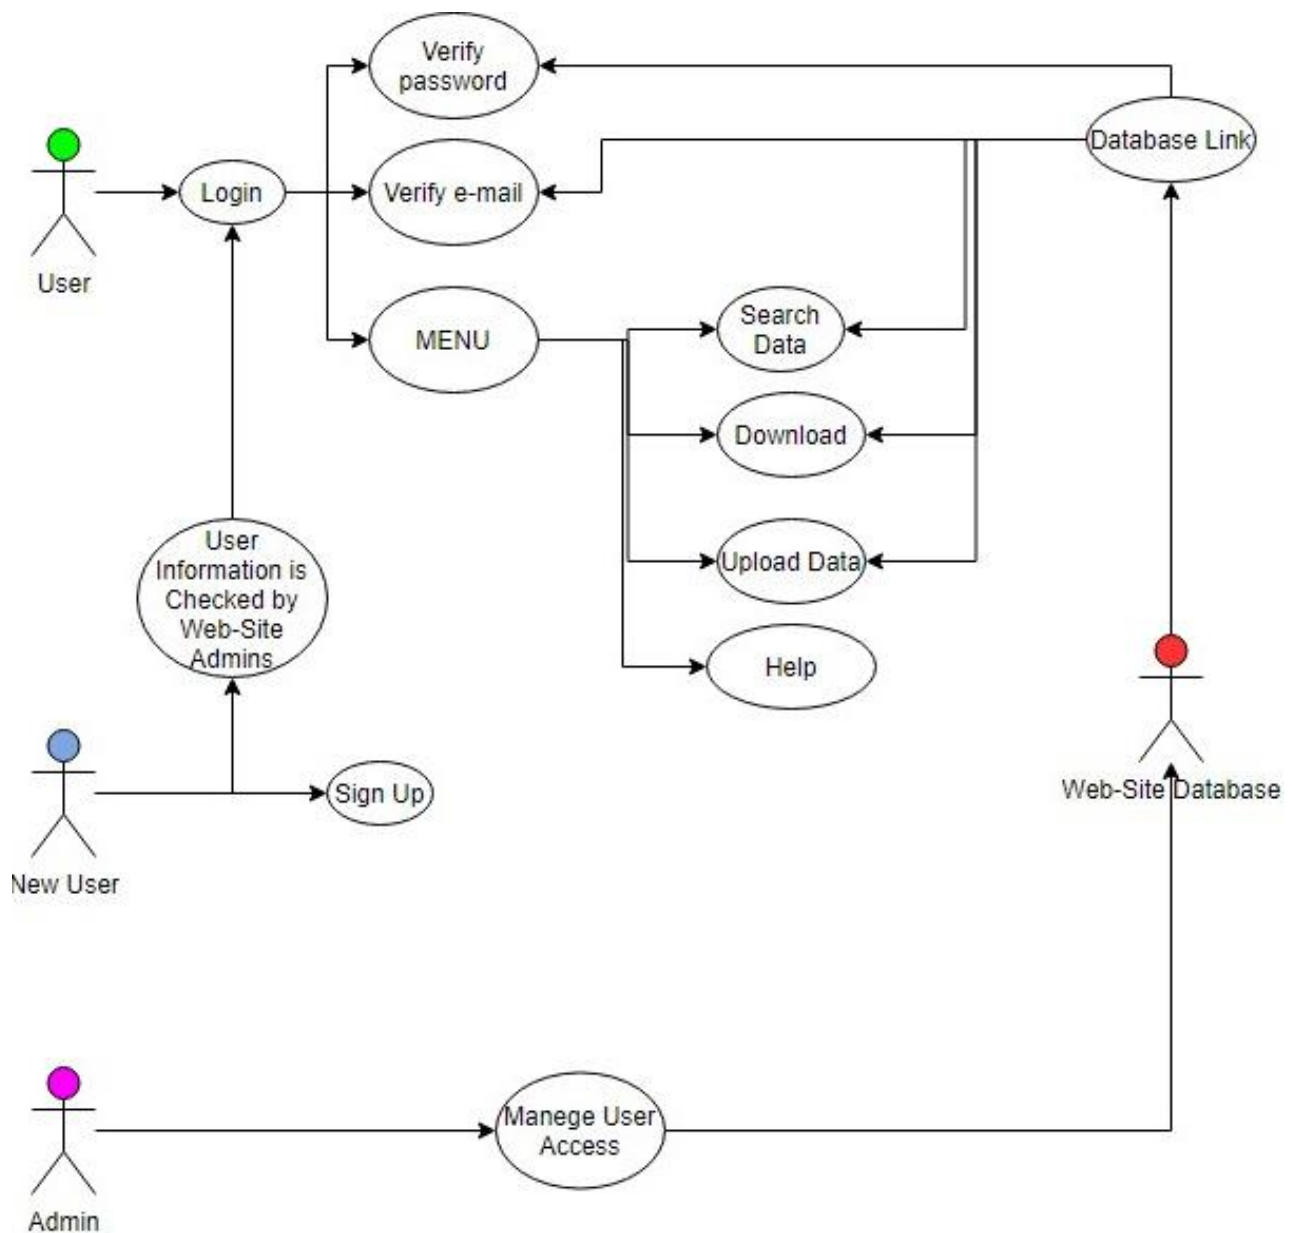 Verify
password
Database Link
Login
Verify e-mail
User
MENU
Search
Data
Download
User
Information is
Checked by
Web-Site
Admins
Upload Data
Help
Sign Up
Web-Site Database
New User
Manege User
Access
Admin